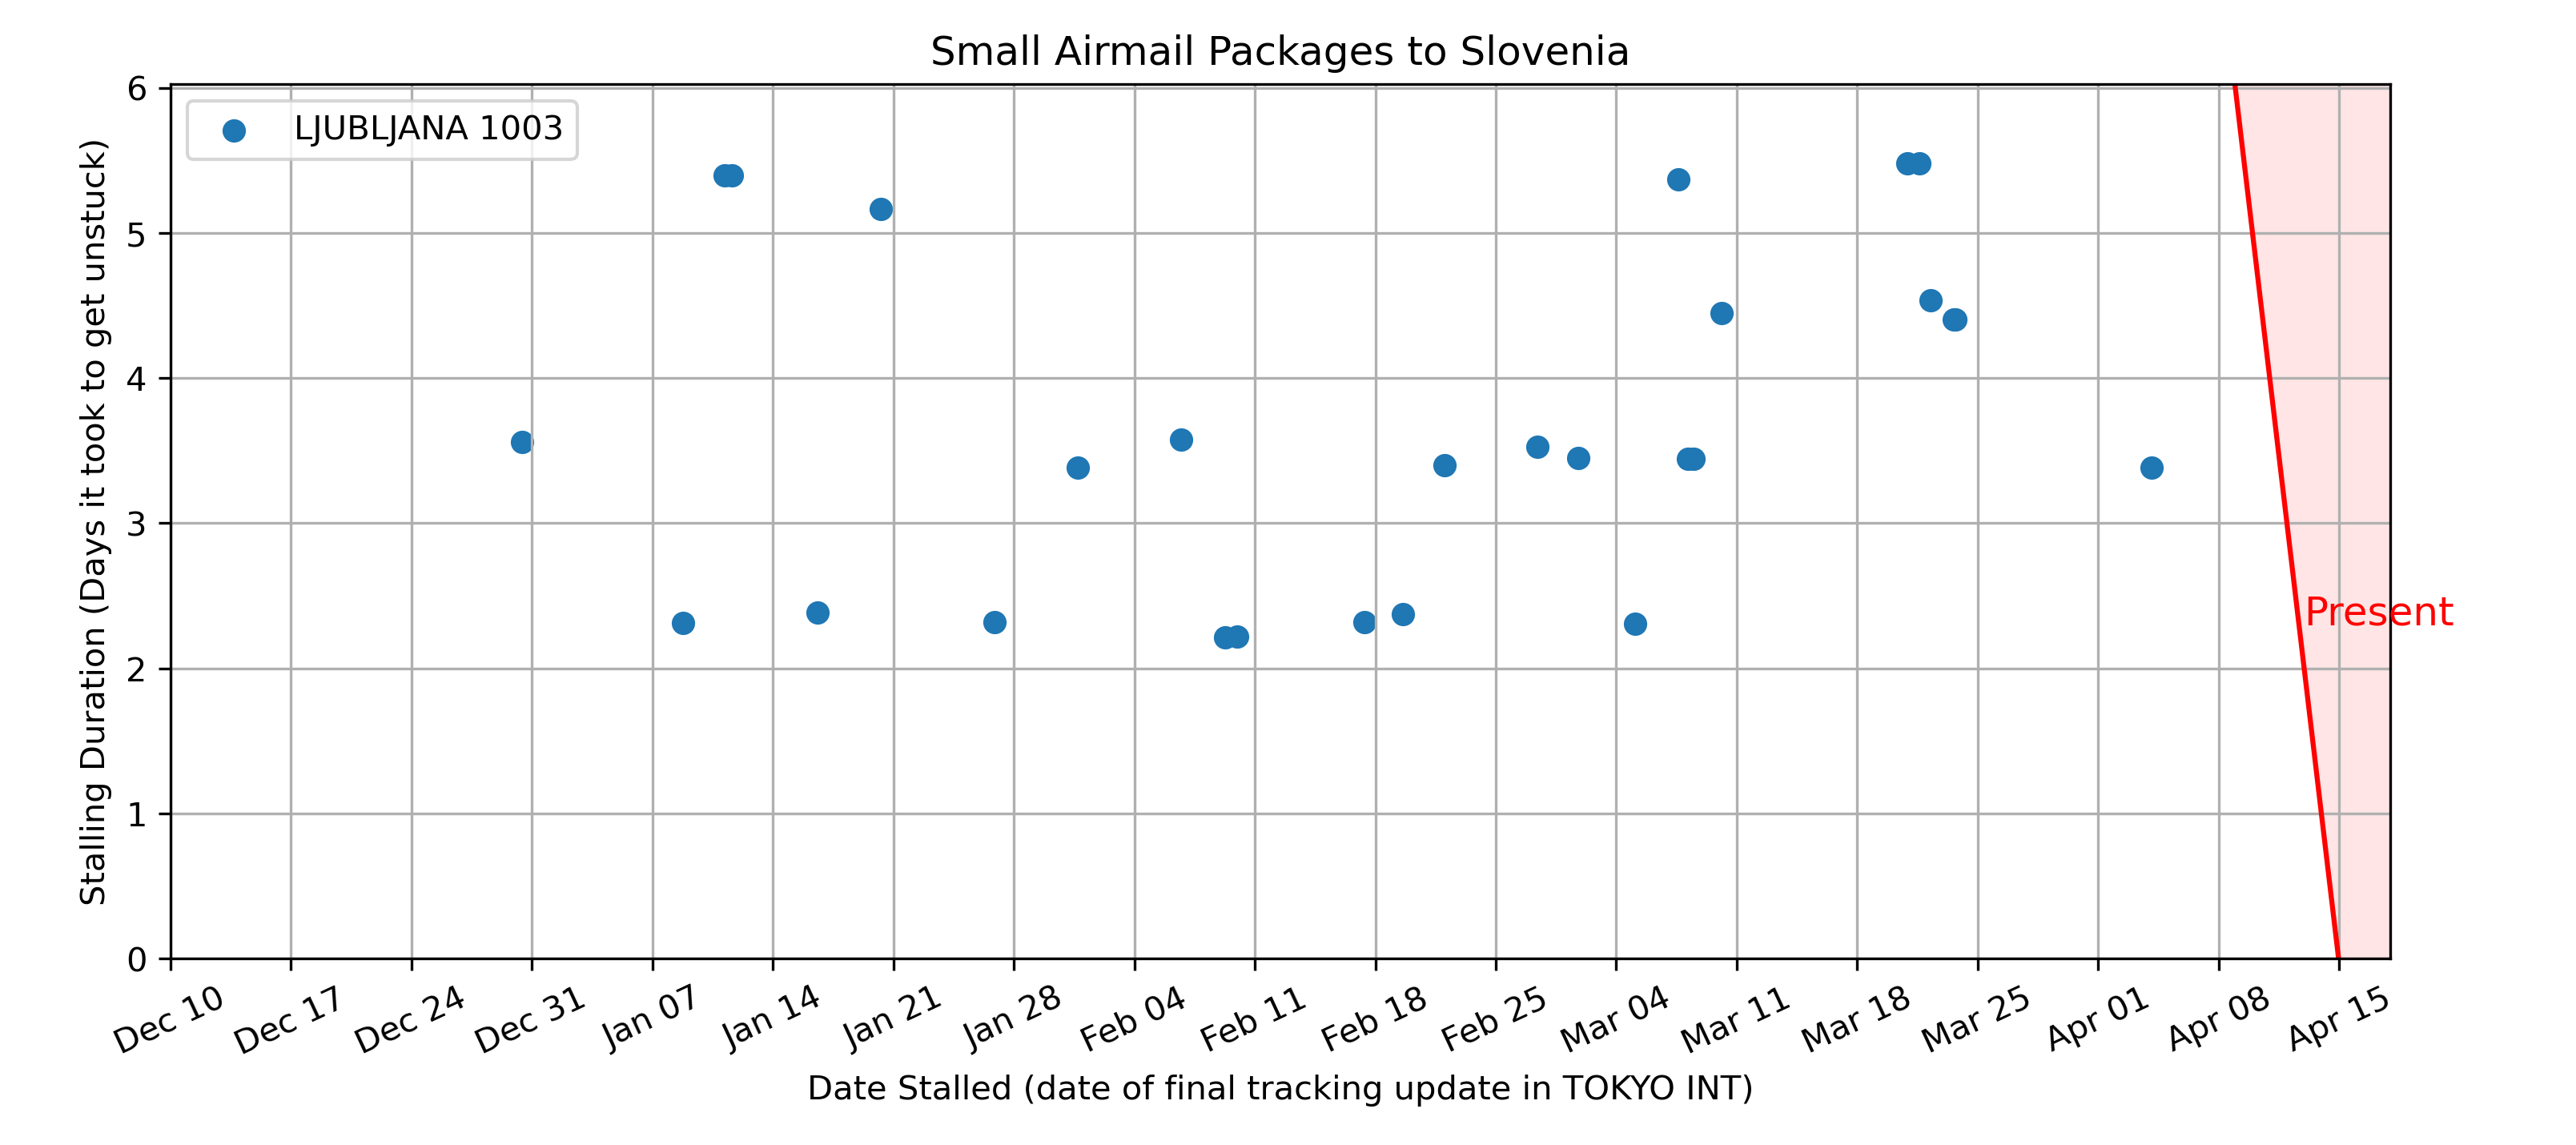 Small Airmail Packages to Slovenia
LJUBLJANA 1003
Stalling Duration (Days it took to get unstuck)
6
5
4
3
2
1
0
Present
Dec 10 Dec 17 Dec 24 Dec 31 Jan 07 Jan 14 Jan 21 Jan 28 Feb 04 Feb 11 Feb 18 Feb 25 Mar 04 Mar 11 Mar 18 Mar 25 Apr 01 Apr 08 Apr 15
Date Stalled (date of final tracking update in TOKYO INT)